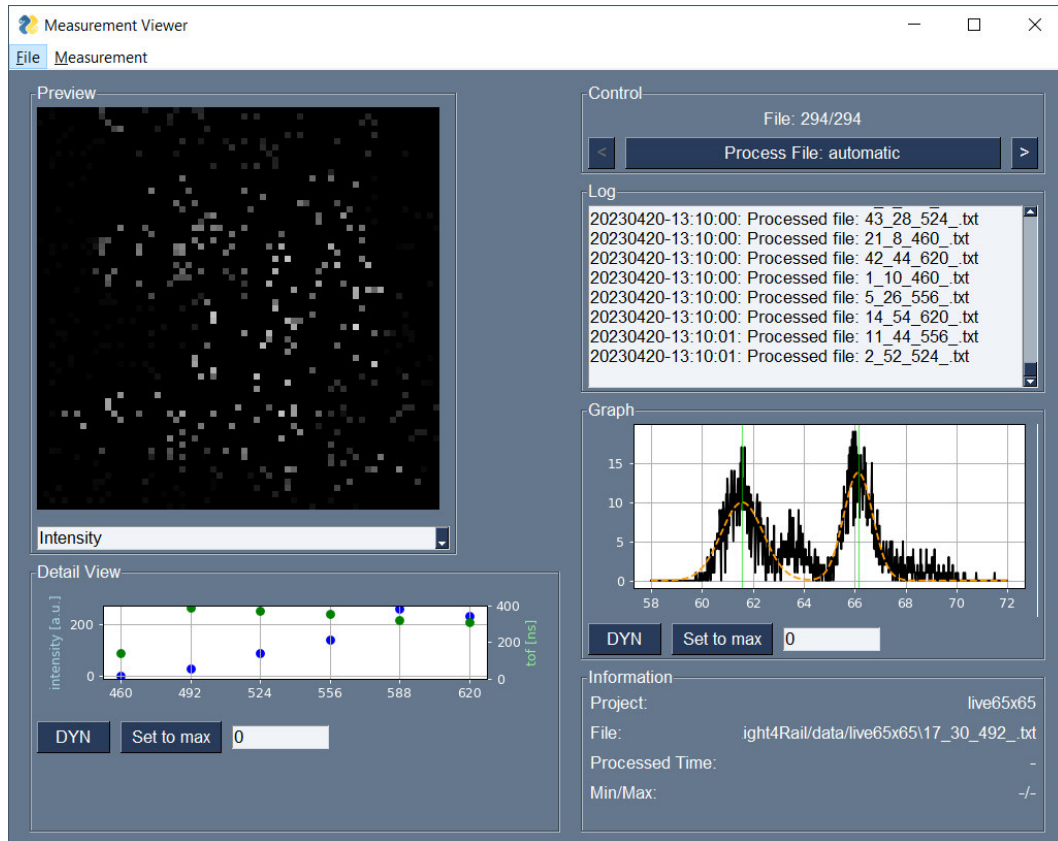 Measurement Viewer
File Measurement
Preview
Intensity
Detail View
intensity [a.u.]
200
0
400
200
0
tof [ns]
460 492 524 556 588 620
DYN Set to max 0
Control
File: 294/294
< Process File: automatic >
Log
20230420-13:10:00: Processed file: 43_28_524_.txt
20230420-13:10:00: Processed file: 21_8_460_.txt
20230420-13:10:00: Processed file: 42_44_620_.txt
20230420-13:10:00: Processed file: 1_10_460_.txt
20230420-13:10:00: Processed file: 5_26_556_.txt
20230420-13:10:00: Processed file: 14_54_620_.txt
20230420-13:10:01: Processed file: 11_44_556_.txt
20230420-13:10:01: Processed file: 2_52_524_.txt
Graph
15
10
5
0
58 60 62 64 66 68 70 72
DYN Set to max 0
Information
Project: live65x65
File: ight4Rail/data/live65x65\17_30_492_.txt
Processed Time: -
Min/Max: -/-